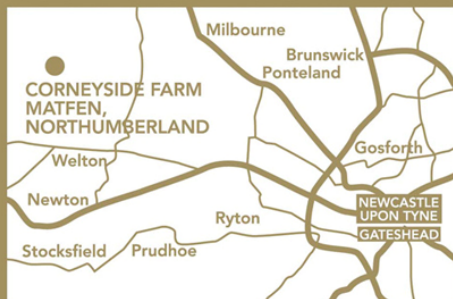 Milbourne
Brunswick
Ponteland
CORNEYSIDE FARM
MATFEN,
NORTHUMBERLAND
Gosforth
Welton
Newton
NEWCASTLE
UPON TYNE
Ryton
GATESHEAD
Stocksfield
Prudhoe